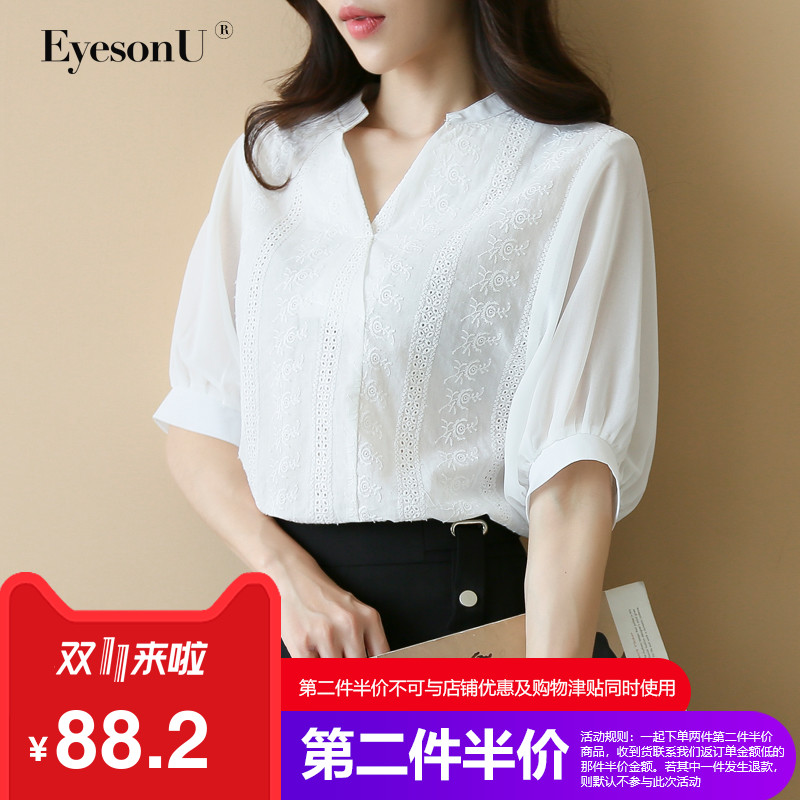 EyesonU®
双11来啦
¥88.2
第二件半价不可与店铺优惠及购物津贴同时使用
第二件半价
活动规则：一起下单两件第二件半价
商品，收到货联系我们返订单金额低的
那件半价金额。若其中一件发生退款，
则默认不参与此次活动